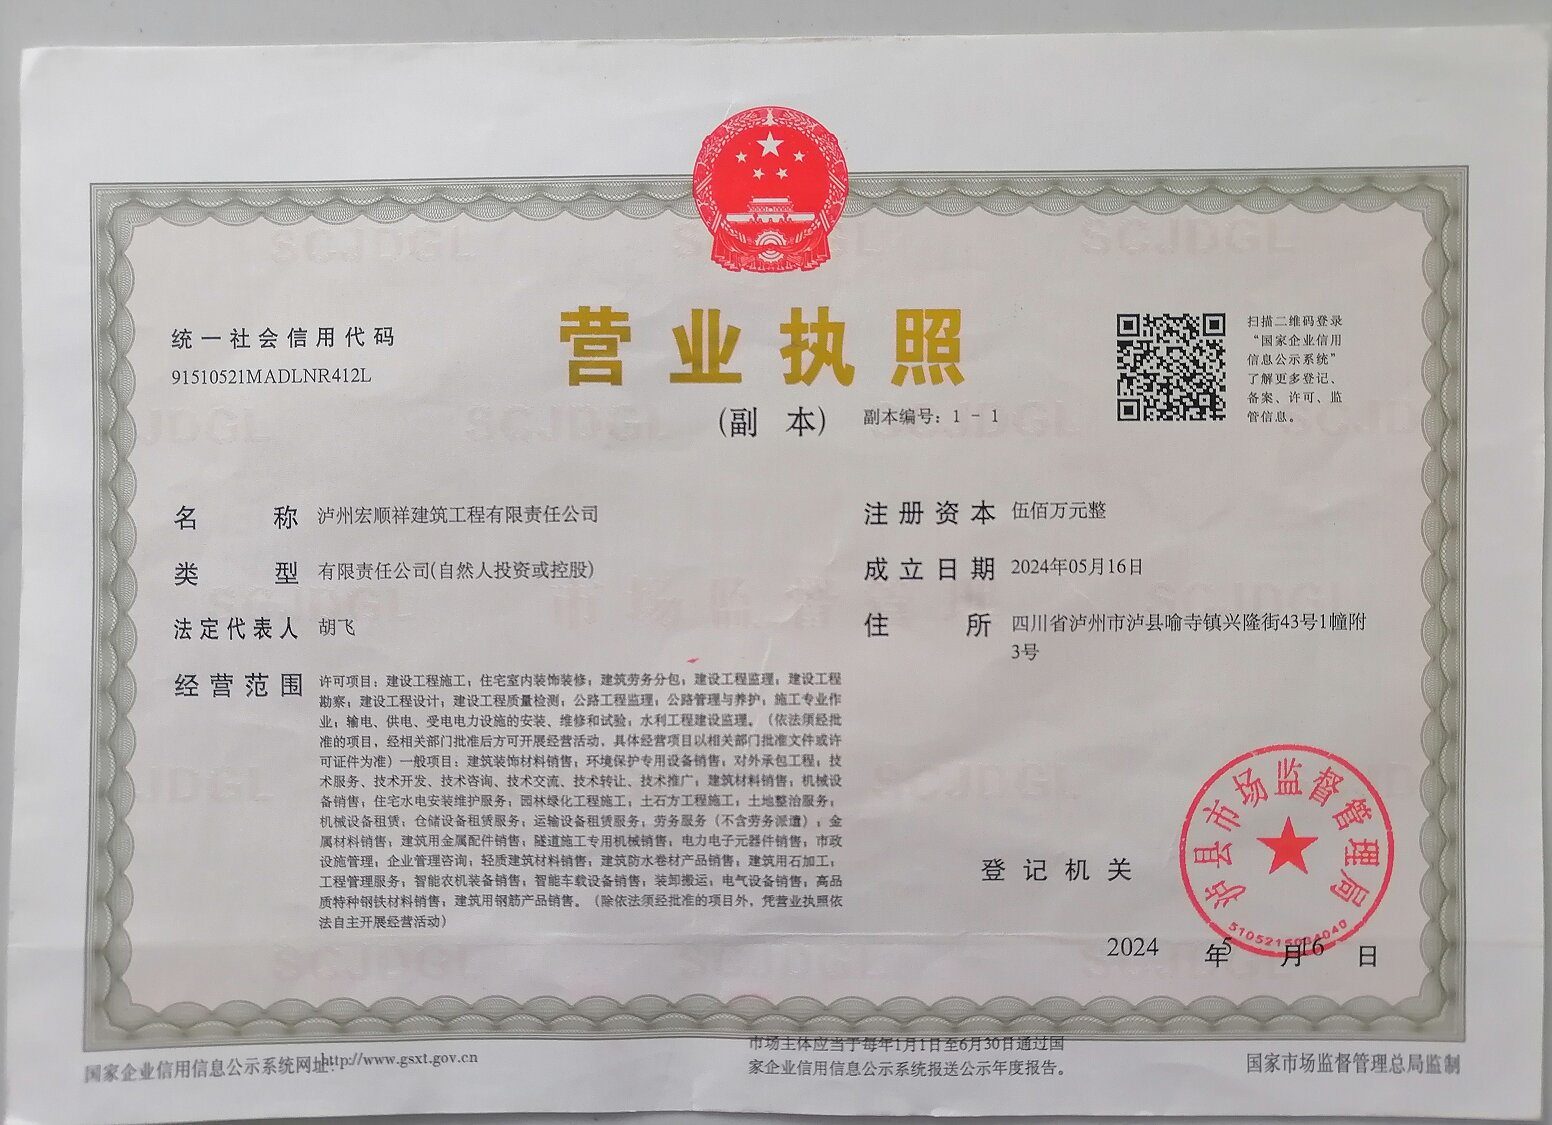 营业执照
(副 本) 副本编号：1 - 1
统一社会信用代码
91510521MADLNR412L
扫描二维码登录
“国家企业信用
信息公示系统”
了解更多登记、
备案、许可、监
管信息。
名 称 泸州宏顺祥建筑工程有限责任公司
类 型 有限责任公司(自然人投资或控股)
法定代表人 胡飞
经营范围 许可项目：建设工程施工；住宅室内装饰装修；建筑劳务分包；建设工程监理；建设工程
勘察；建设工程设计；建设工程质量检测；公路工程监理；公路管理与养护；施工专业作
业；输电、供电、受电电力设施的安装、维修和试验；水利工程建设监理。（依法须经批
准的项目，经相关部门批准后方可开展经营活动，具体经营项目以相关部门批准文件或许
可证件为准）一般项目：建筑装饰材料销售；环境保护专用设备销售；对外承包工程；技
术服务、技术开发、技术咨询、技术交流、技术转让、技术推广；建筑材料销售；机械设
备销售；住宅水电安装维护服务；园林绿化工程施工；土石方工程施工；土地整治服务；
机械设备租赁；仓储设备租赁服务；运输设备租赁服务；劳务服务（不含劳务派遣）；金
属材料销售；建筑用金属配件销售；隧道施工专用机械销售；电力电子元器件销售；市政
设施管理；企业管理咨询；轻质建筑材料销售；建筑防水卷材产品销售；建筑用石加工；
工程管理服务；智能农机装备销售；智能车载设备销售；装卸搬运；电气设备销售；高品
质特种钢铁材料销售；建筑用钢筋产品销售。（除依法须经批准的项目外，凭营业执照依
法自主开展经营活动）
注册资本 伍佰万元整
成立日期 2024年05月16日
住 所 四川省泸州市泸县喻寺镇兴隆街43号1幢附
3号
登记机关
泸县市场监督管理局
2024 年 5 月 16 日
国家企业信用信息公示系统网址：http://www.gsxt.gov.cn
市场主体应当于每年1月1日至6月30日通过国
家企业信用信息公示系统报送公示年度报告。
国家市场监督管理总局监制